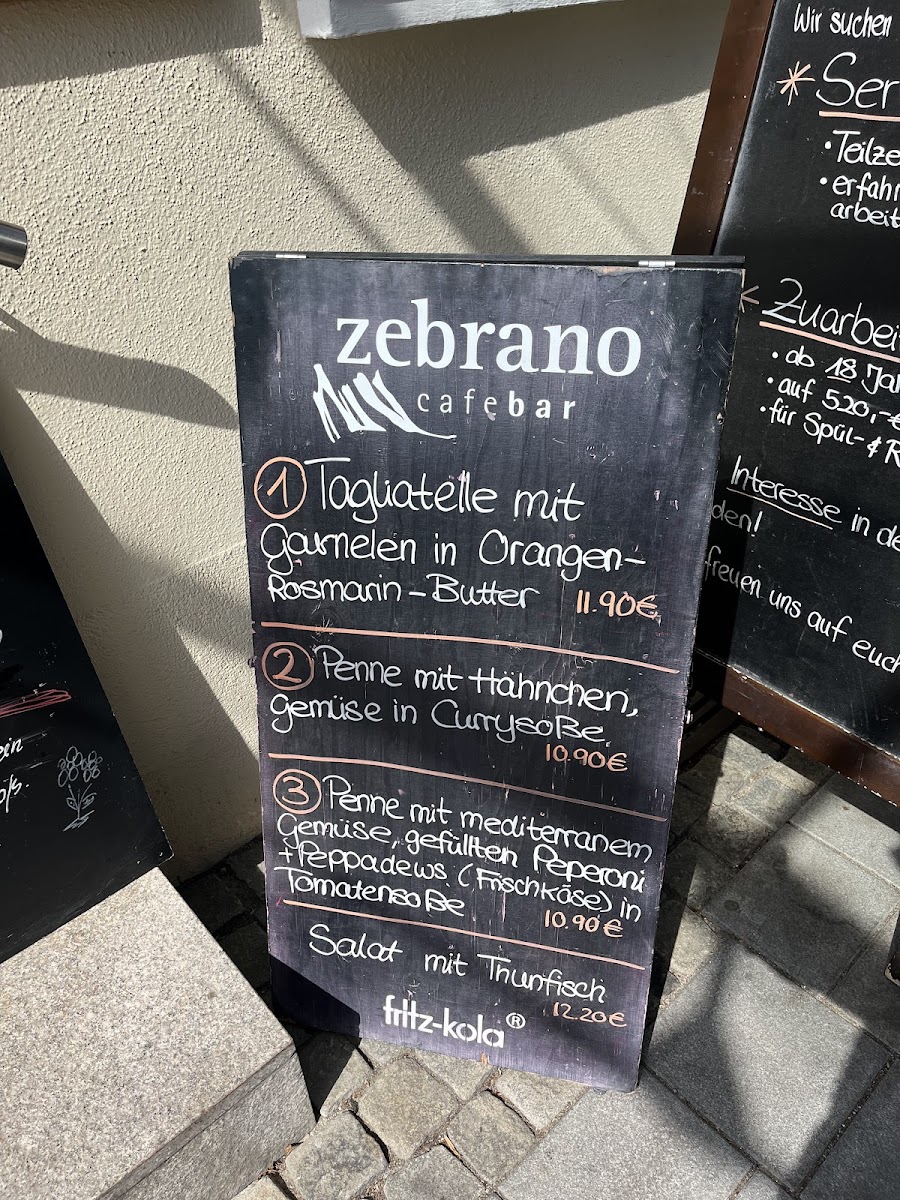 zebrano
cafebar
1 Tagliatelle mit
Garnelen in Orangen-
Rosmarin-Butter 11.90€
2 Penne mit Hähnchen,
gemüse in Currysoße
10.90€
3 Penne mit mediterranem
Gemüse, gefüllten Peperoni
+Peppadews (Frischkäse) in
Tomatensoße 10.90€
Salat mit Thunfisch
12.20€
fritz-kola®
Wir suchen
* Ser
• Teilze
• erfahr
arbeit
Zuarbei
• ab 18 Jah
• auf 520,-€
• für Spül- & R
Interesse in de
den!
freuen uns auf euch
ein